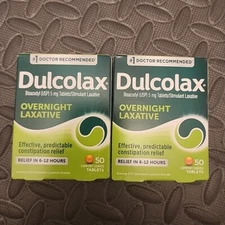 #1 DOCTOR RECOMMENDED
Dulcolax
Bisacodyl (USP) 5 mg Tablets/Stimulant Laxative
OVERNIGHT
LAXATIVE
Effective, predictable
constipation relief
RELIEF IN 6-12 HOURS
50
TABLETS
#1 DOCTOR RECOMMENDED
Dulcolax
Bisacodyl (USP) 5 mg Tablets/Stimulant Laxative
OVERNIGHT
LAXATIVE
Effective, predictable
constipation relief
RELIEF IN 6-12 HOURS
50
TABLETS